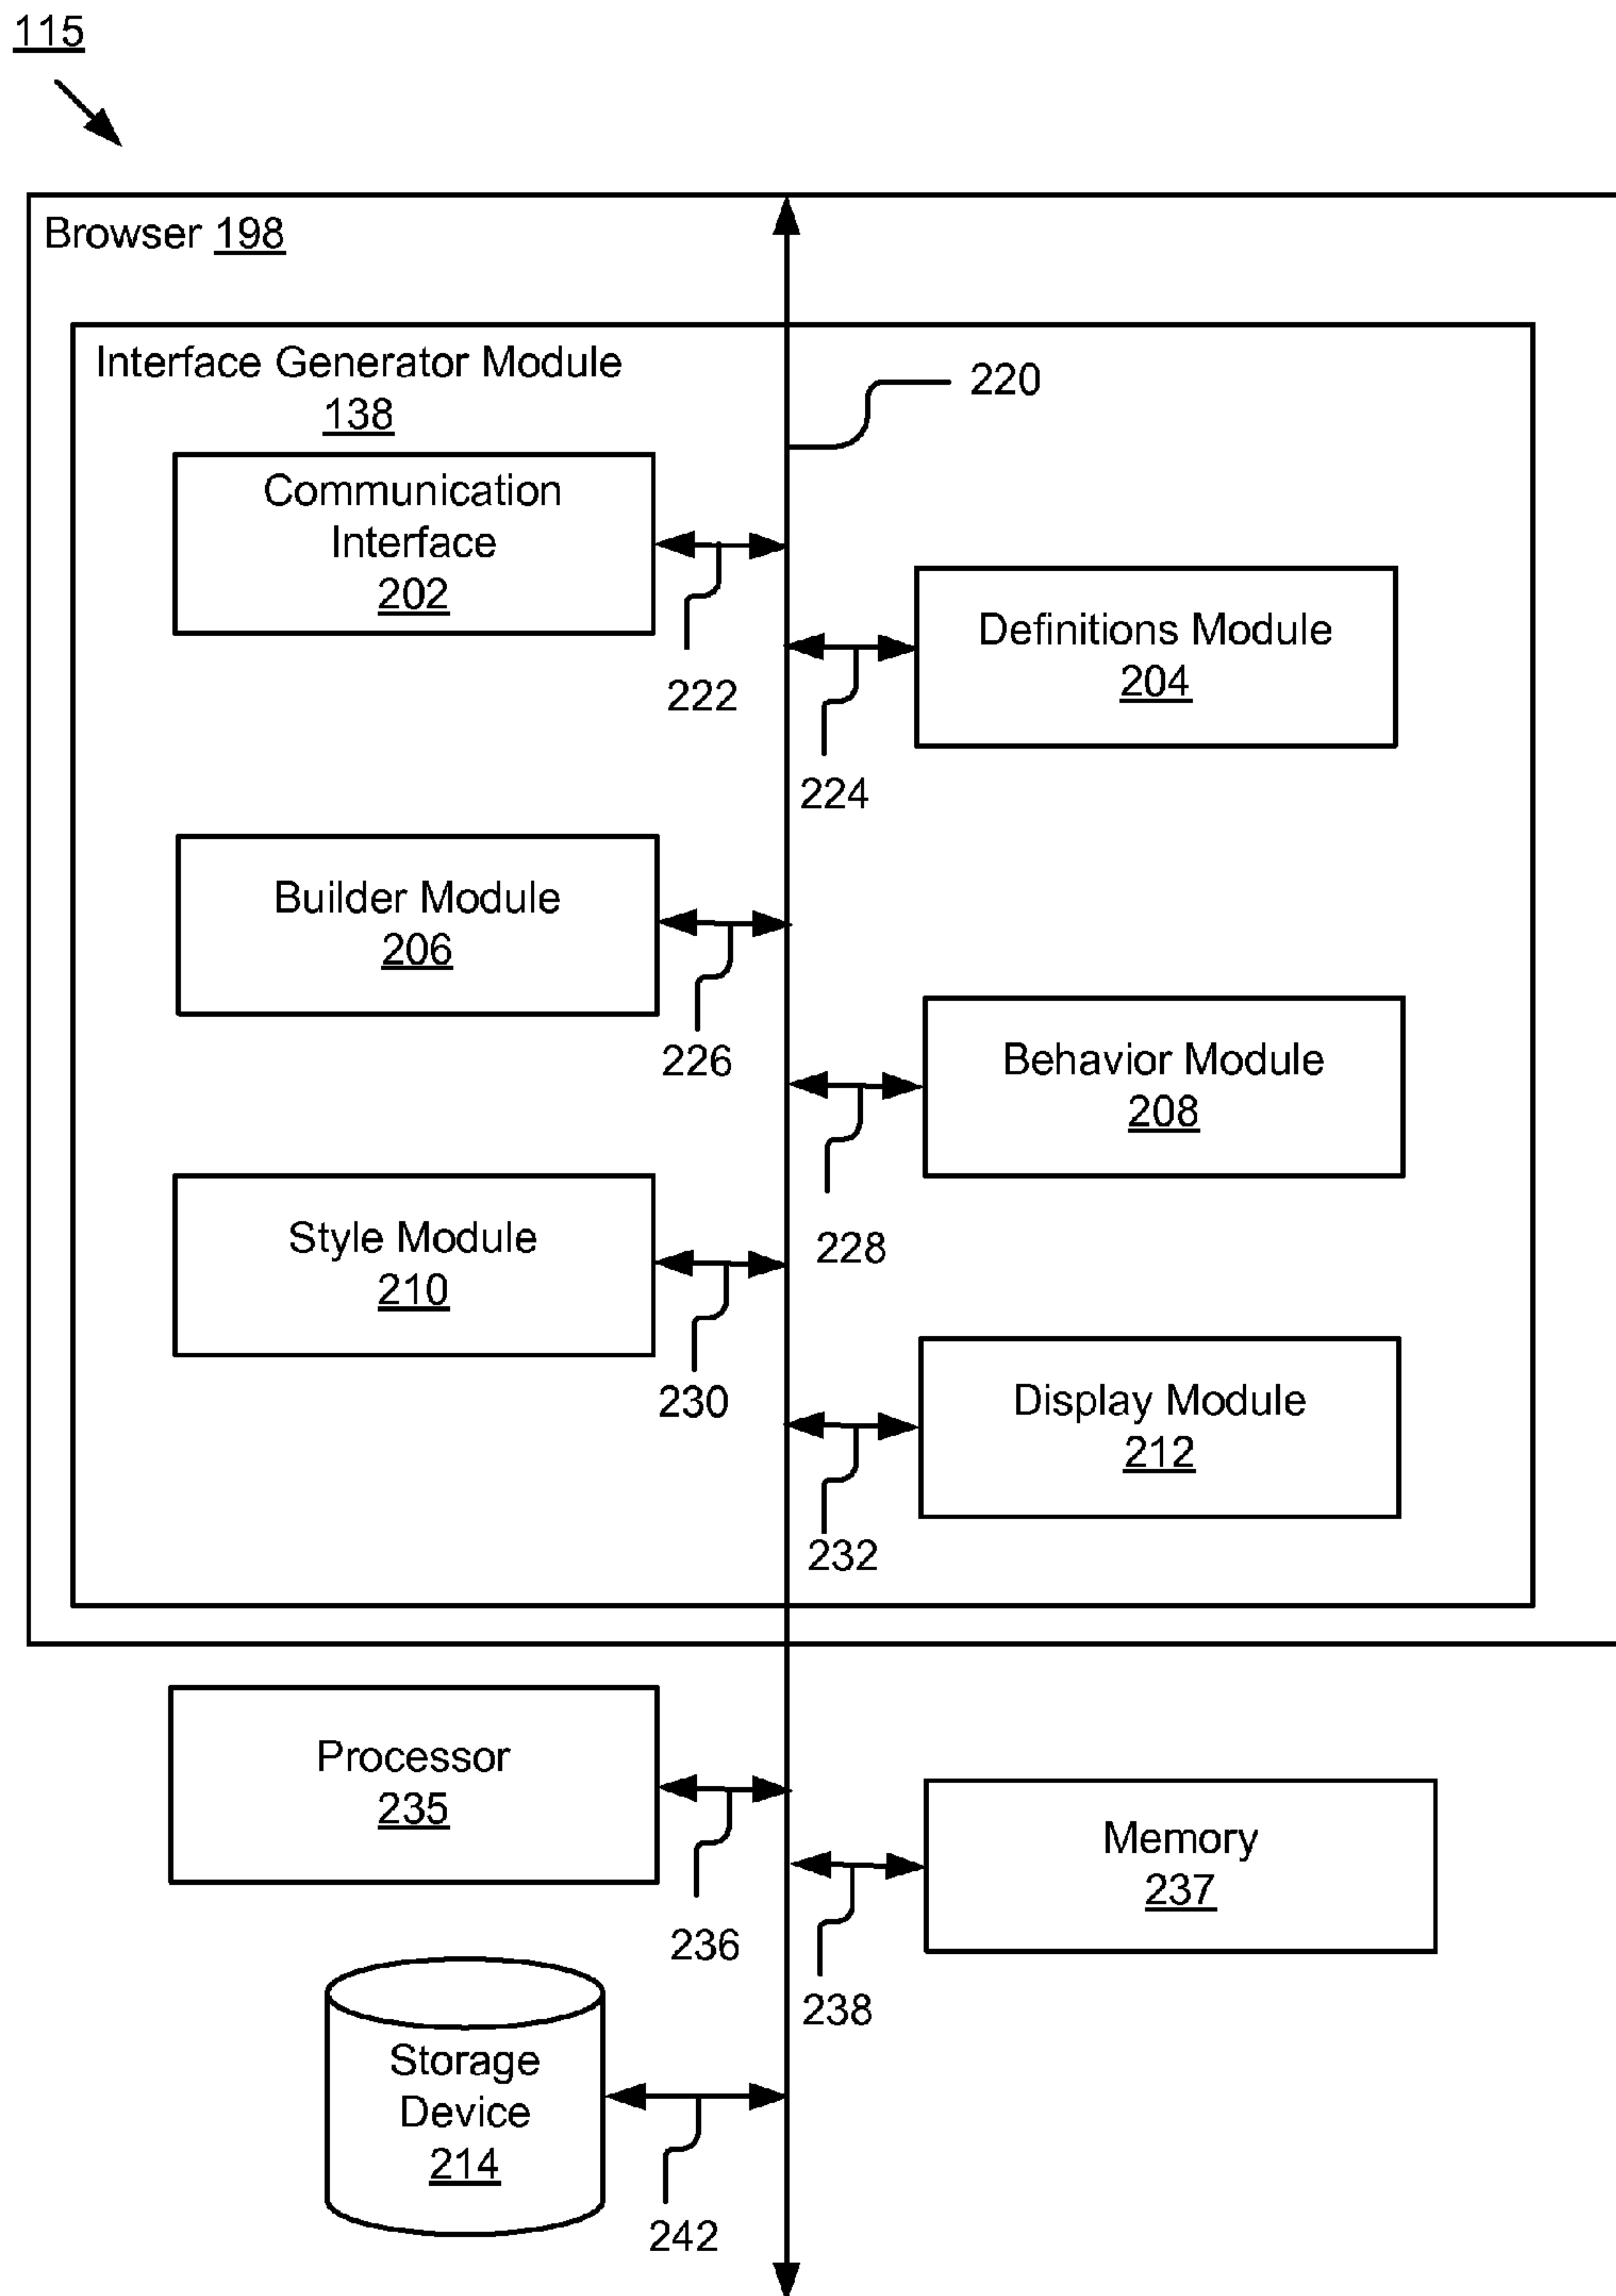 115
Browser 198
Interface Generator Module
138
220
Communication
Interface
202
222
Definitions Module
204
224
Builder Module
206
226
Behavior Module
208
228
Style Module
210
230
Display Module
212
232
Processor
235
236
Memory
237
238
Storage
Device
214
242